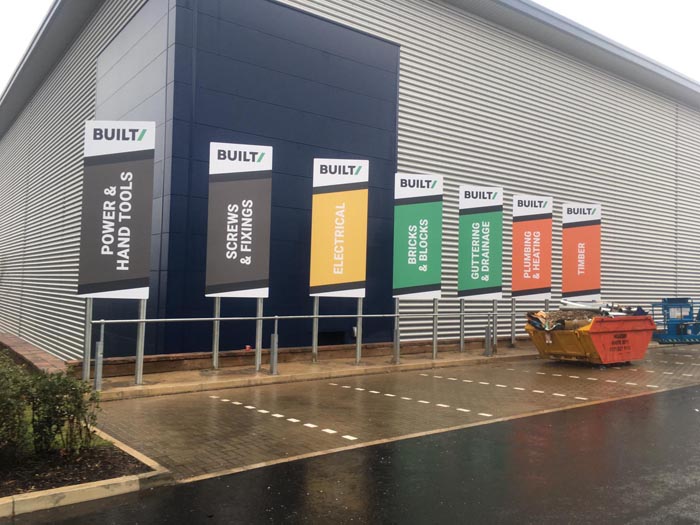 BUILT/
POWER &
HAND TOOLS
BUILT/
SCREWS
& FIXINGS
BUILT/
ELECTRICAL
BUILT/
BRICKS
& BLOCKS
BUILT/
GUTTERING
& DRAINAGE
BUILT/
PLUMBING
& HEATING
BUILT/
TIMBER